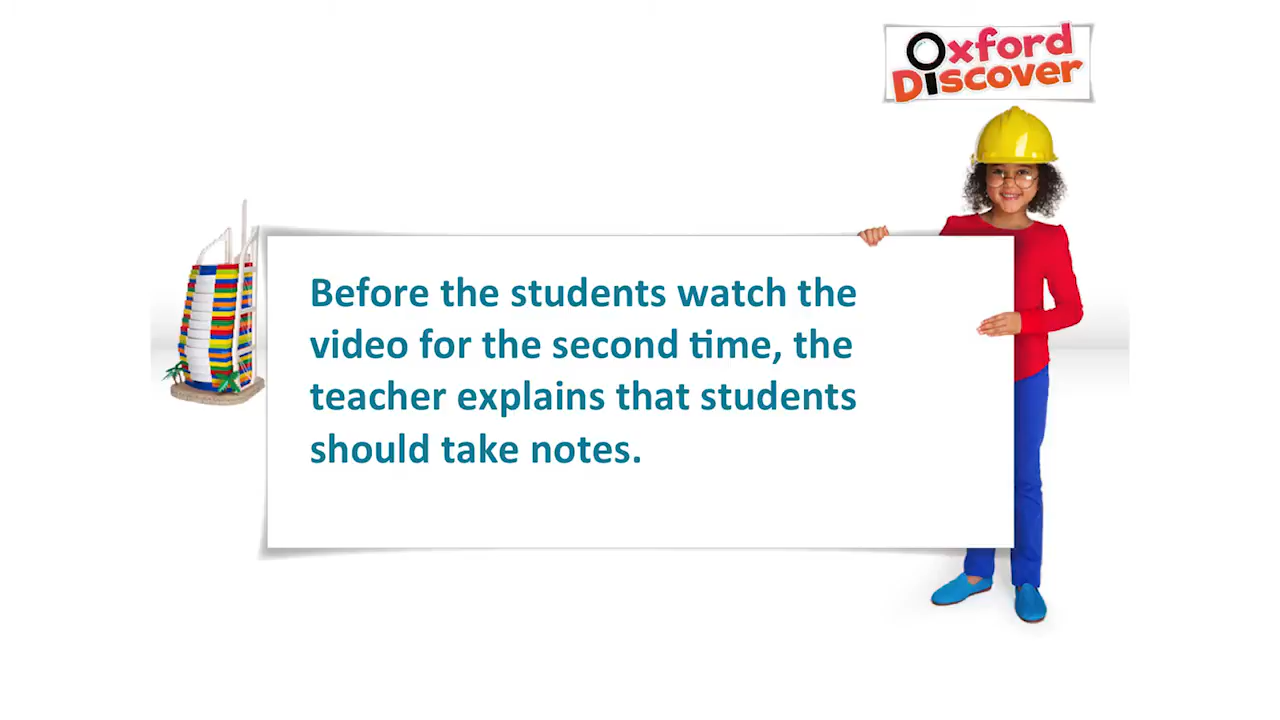 Oxford
Discover
Before the students watch the
video for the second time, the
teacher explains that students
should take notes.